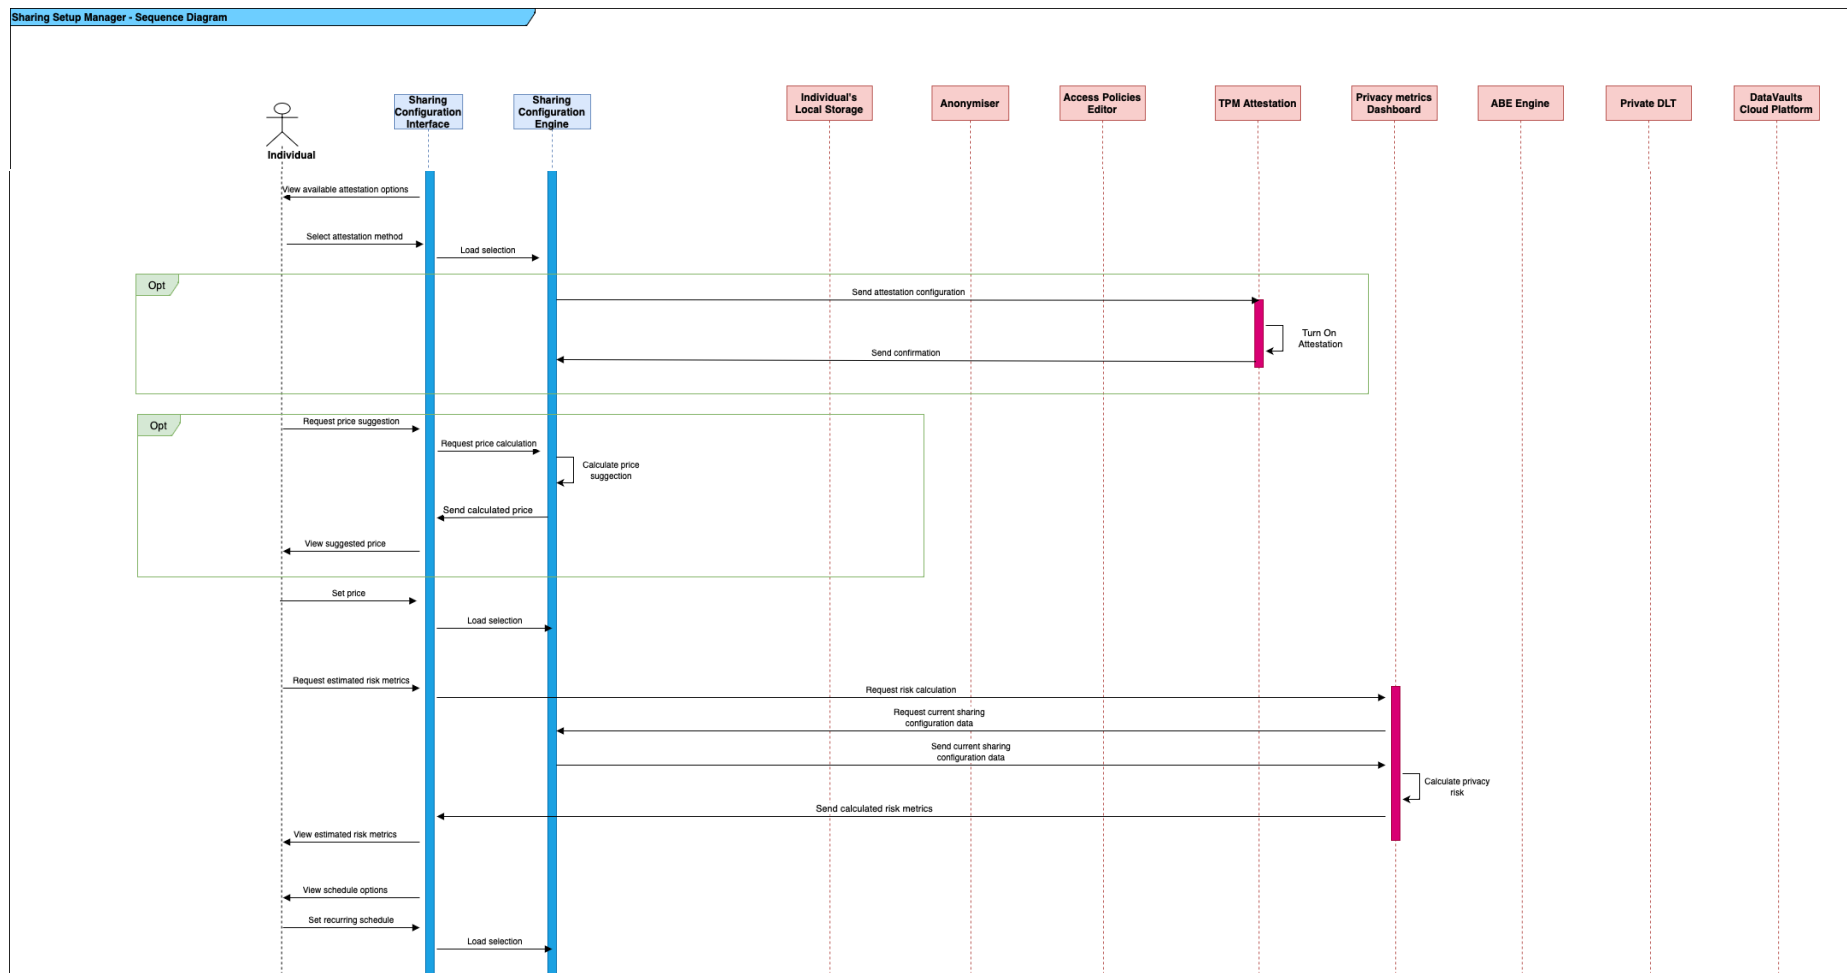 Sharing Setup Manager - Sequence Diagram
Individual
Sharing
Configuration
Interface
Sharing
Configuration
Engine
Individual's
Local Storage
Anonymiser
Access Policies
Editor
TPM Attestation
Privacy metrics
Dashboard
ABE Engine
Private DLT
DataVaults
Cloud Platform
View available attestation options
Select attestation method
Load selection
Opt
Send attestation configuration
Turn On
Attestation
Send confirmation
Opt
Request price suggestion
Request price calculation
Calculate price
suggection
Send calculated price
View suggested price
Set price
Load selection
Request estimated risk metrics
Request risk calculation
Request current sharing
configuration data
Send current sharing
configuration data
Calculate privacy
risk
Send calculated risk metrics
View estimated risk metrics
View schedule options
Set recurring schedule
Load selection